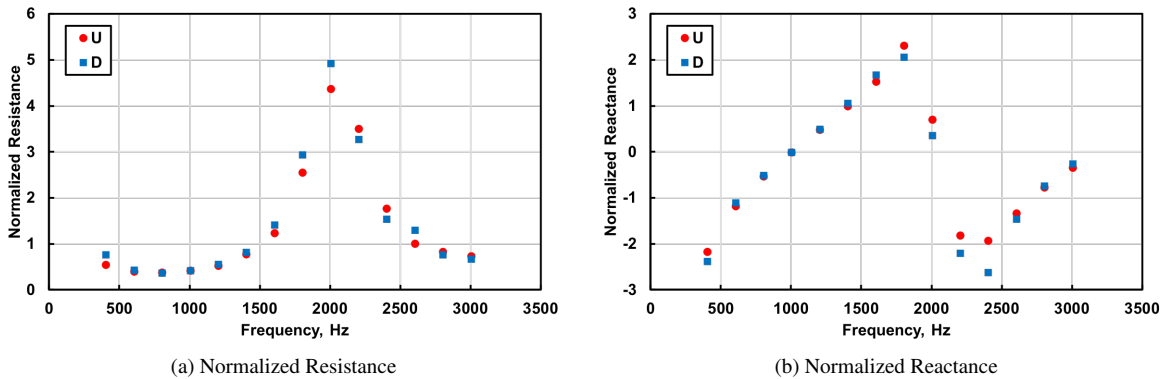 6
5
4
3
2
1
0
Normalized Resistance
U
D
0 500 1000 1500 2000 2500 3000 3500
Frequency, Hz
(a) Normalized Resistance
3
2
1
0
-1
-2
-3
Normalized Reactance
U
D
0 500 1000 1500 2000 2500 3000 3500
Frequency, Hz
(b) Normalized Reactance